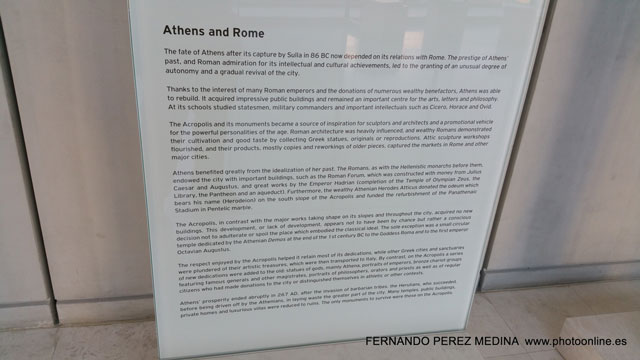 Athens and Rome
The fate of Athens after its capture by Sulla in 86 BC now depended on its relations with Rome. The prestige of Athens'
past, and Roman admiration for its intellectual and cultural achievements, led to the granting of an unusual degree of
autonomy and a gradual revival of the city.
Thanks to the interest of many Roman emperors and the donations of numerous wealthy benefactors, Athens was able
to rebuild. It acquired impressive public buildings and remained an important centre for the arts, letters and philosophy.
At its schools studied statesmen, military commanders and important intellectuals such as Cicero, Horace and Ovid.
The Acropolis and its monuments became a source of inspiration for sculptors and architects and a promotional vehicle
for the powerful personalities of the age. Roman architecture was heavily influenced, and wealthy Romans demonstrated
their cultivation and good taste by collecting Greek statues, originals or reproductions. Attic sculpture workshops
flourished, and their products, mostly copies and reworkings of older pieces, captured the markets in Rome and other
major cities.
Athens benefited greatly from the idealization of her past. The Romans, as with the Hellenistic monarchs before them,
endowed the city with important buildings, such as the Roman Forum, which was constructed with money from Julius
Caesar and Augustus, and great works by the Emperor Hadrian (completion of the Temple of Olympian Zeus, the
Library, the Pantheon and an aqueduct). Furthermore, the wealthy Athenian Herodes Atticus donated the odeum which
bears his name (Herodeion) on the south slope of the Acropolis and funded the refurbishment of the Panathenaic
Stadium in Pentelic marble.
The Acropolis, in contrast with the major works taking shape on its slopes and throughout the city, acquired no new
buildings. This development, or lack of development, appears not to have been by chance but rather a conscious
decision not to adulterate or spoil the place which embodied the classical ideal. The sole exception was a small circular
temple dedicated by the Athenian Demos at the end of the 1st century BC to the Goddess Roma and to the first emperor
Octavian Augustus.
The respect enjoyed by the Acropolis helped it retain most of its dedications, while other Greek cities and sanctuaries
were plundered of their artistic treasures, which were then transported to Italy. By contrast, on the Acropolis a series
of new dedications were added to the old: statues of gods, mainly Athena, portraits of emperors, bronze chariot groups
featuring famous generals and other magistrates, portraits of philosophers, orators and priests as well as of regular
citizens who had made donations to the city or distinguished themselves in athletic or other contests.
Athens' prosperity ended abruptly in 267 AD, after the invasion of barbarian tribes, the Herulians, who succeeded,
before being driven off by the Athenians, in laying waste the greater part of the city. Many temples, public buildings,
private homes and luxurious villas were reduced to ruins. The only monuments to survive were those on the Acropolis.
FERNANDO PEREZ MEDINA www.photoonline.es